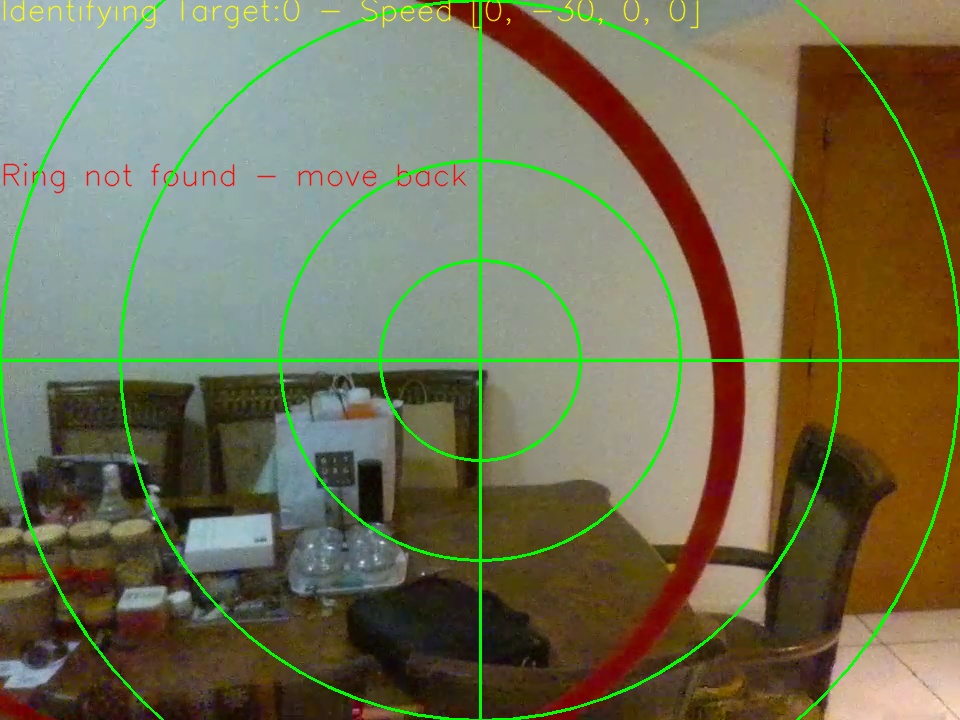 Identifying Target:0 - Speed [0, -30, 0, 0]
Ring not found - move back